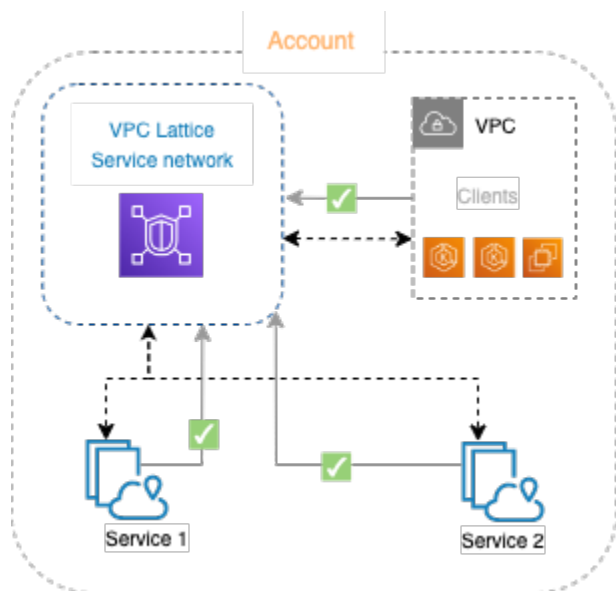 Account
VPC Lattice
Service network
VPC
Clients
Service 1
Service 2